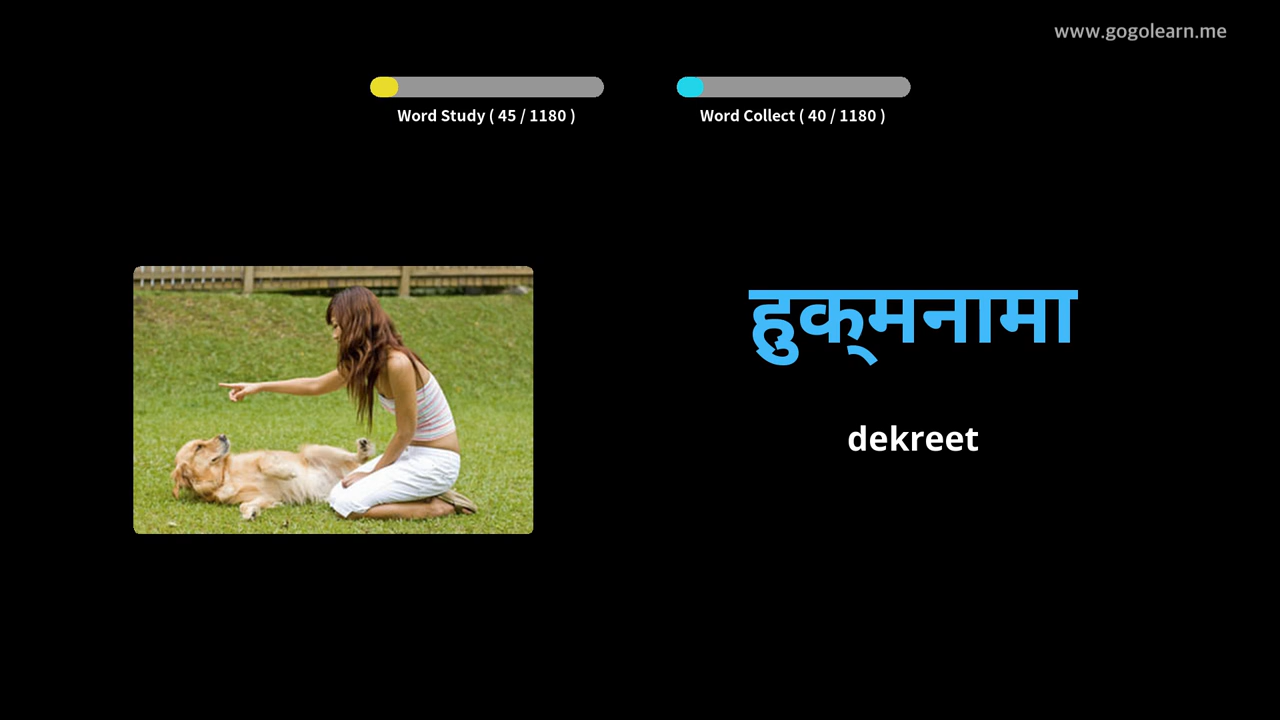 www.gogolearn.me
Word Study ( 45 / 1180 )
Word Collect ( 40 / 1180 )
हुक्‌मनामा
dekreet